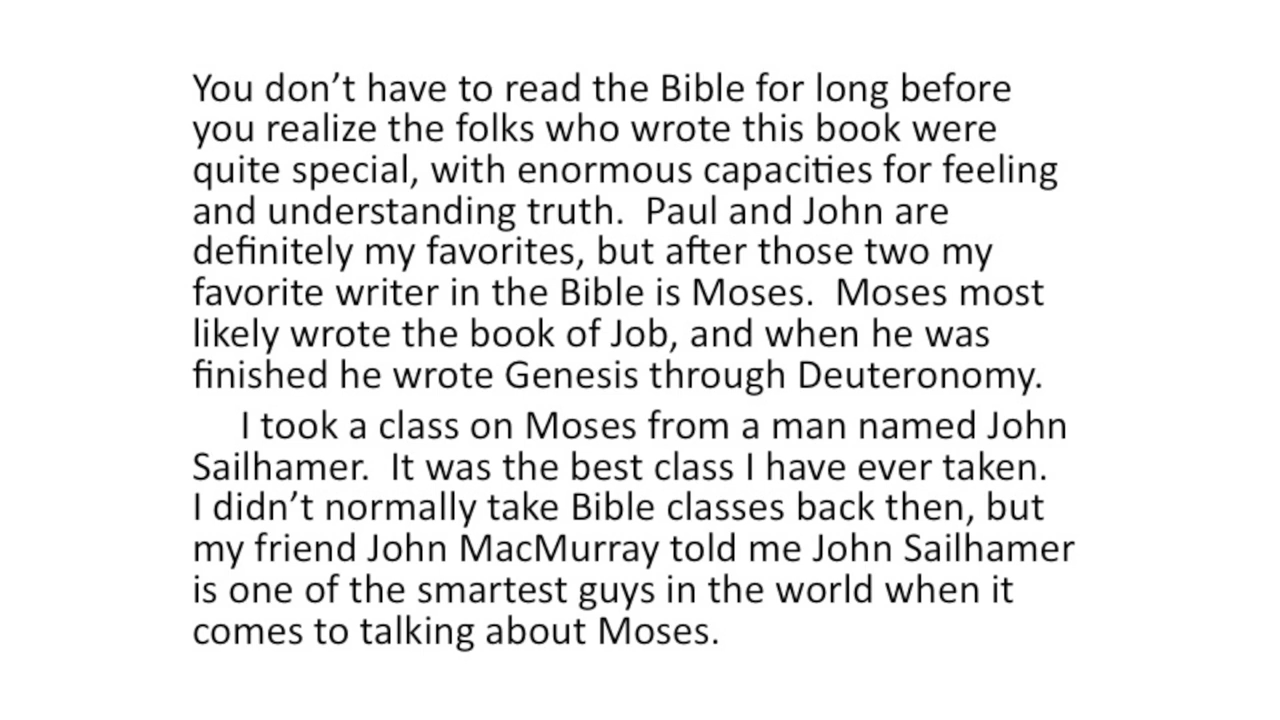 You don’t have to read the Bible for long before
you realize the folks who wrote this book were
quite special, with enormous capacities for feeling
and understanding truth.  Paul and John are
definitely my favorites, but after those two my
favorite writer in the Bible is Moses.  Moses most
likely wrote the book of Job, and when he was
finished he wrote Genesis through Deuteronomy.
I took a class on Moses from a man named John
Sailhamer.  It was the best class I have ever taken.
I didn’t normally take Bible classes back then, but
my friend John MacMurray told me John Sailhamer
is one of the smartest guys in the world when it
comes to talking about Moses.